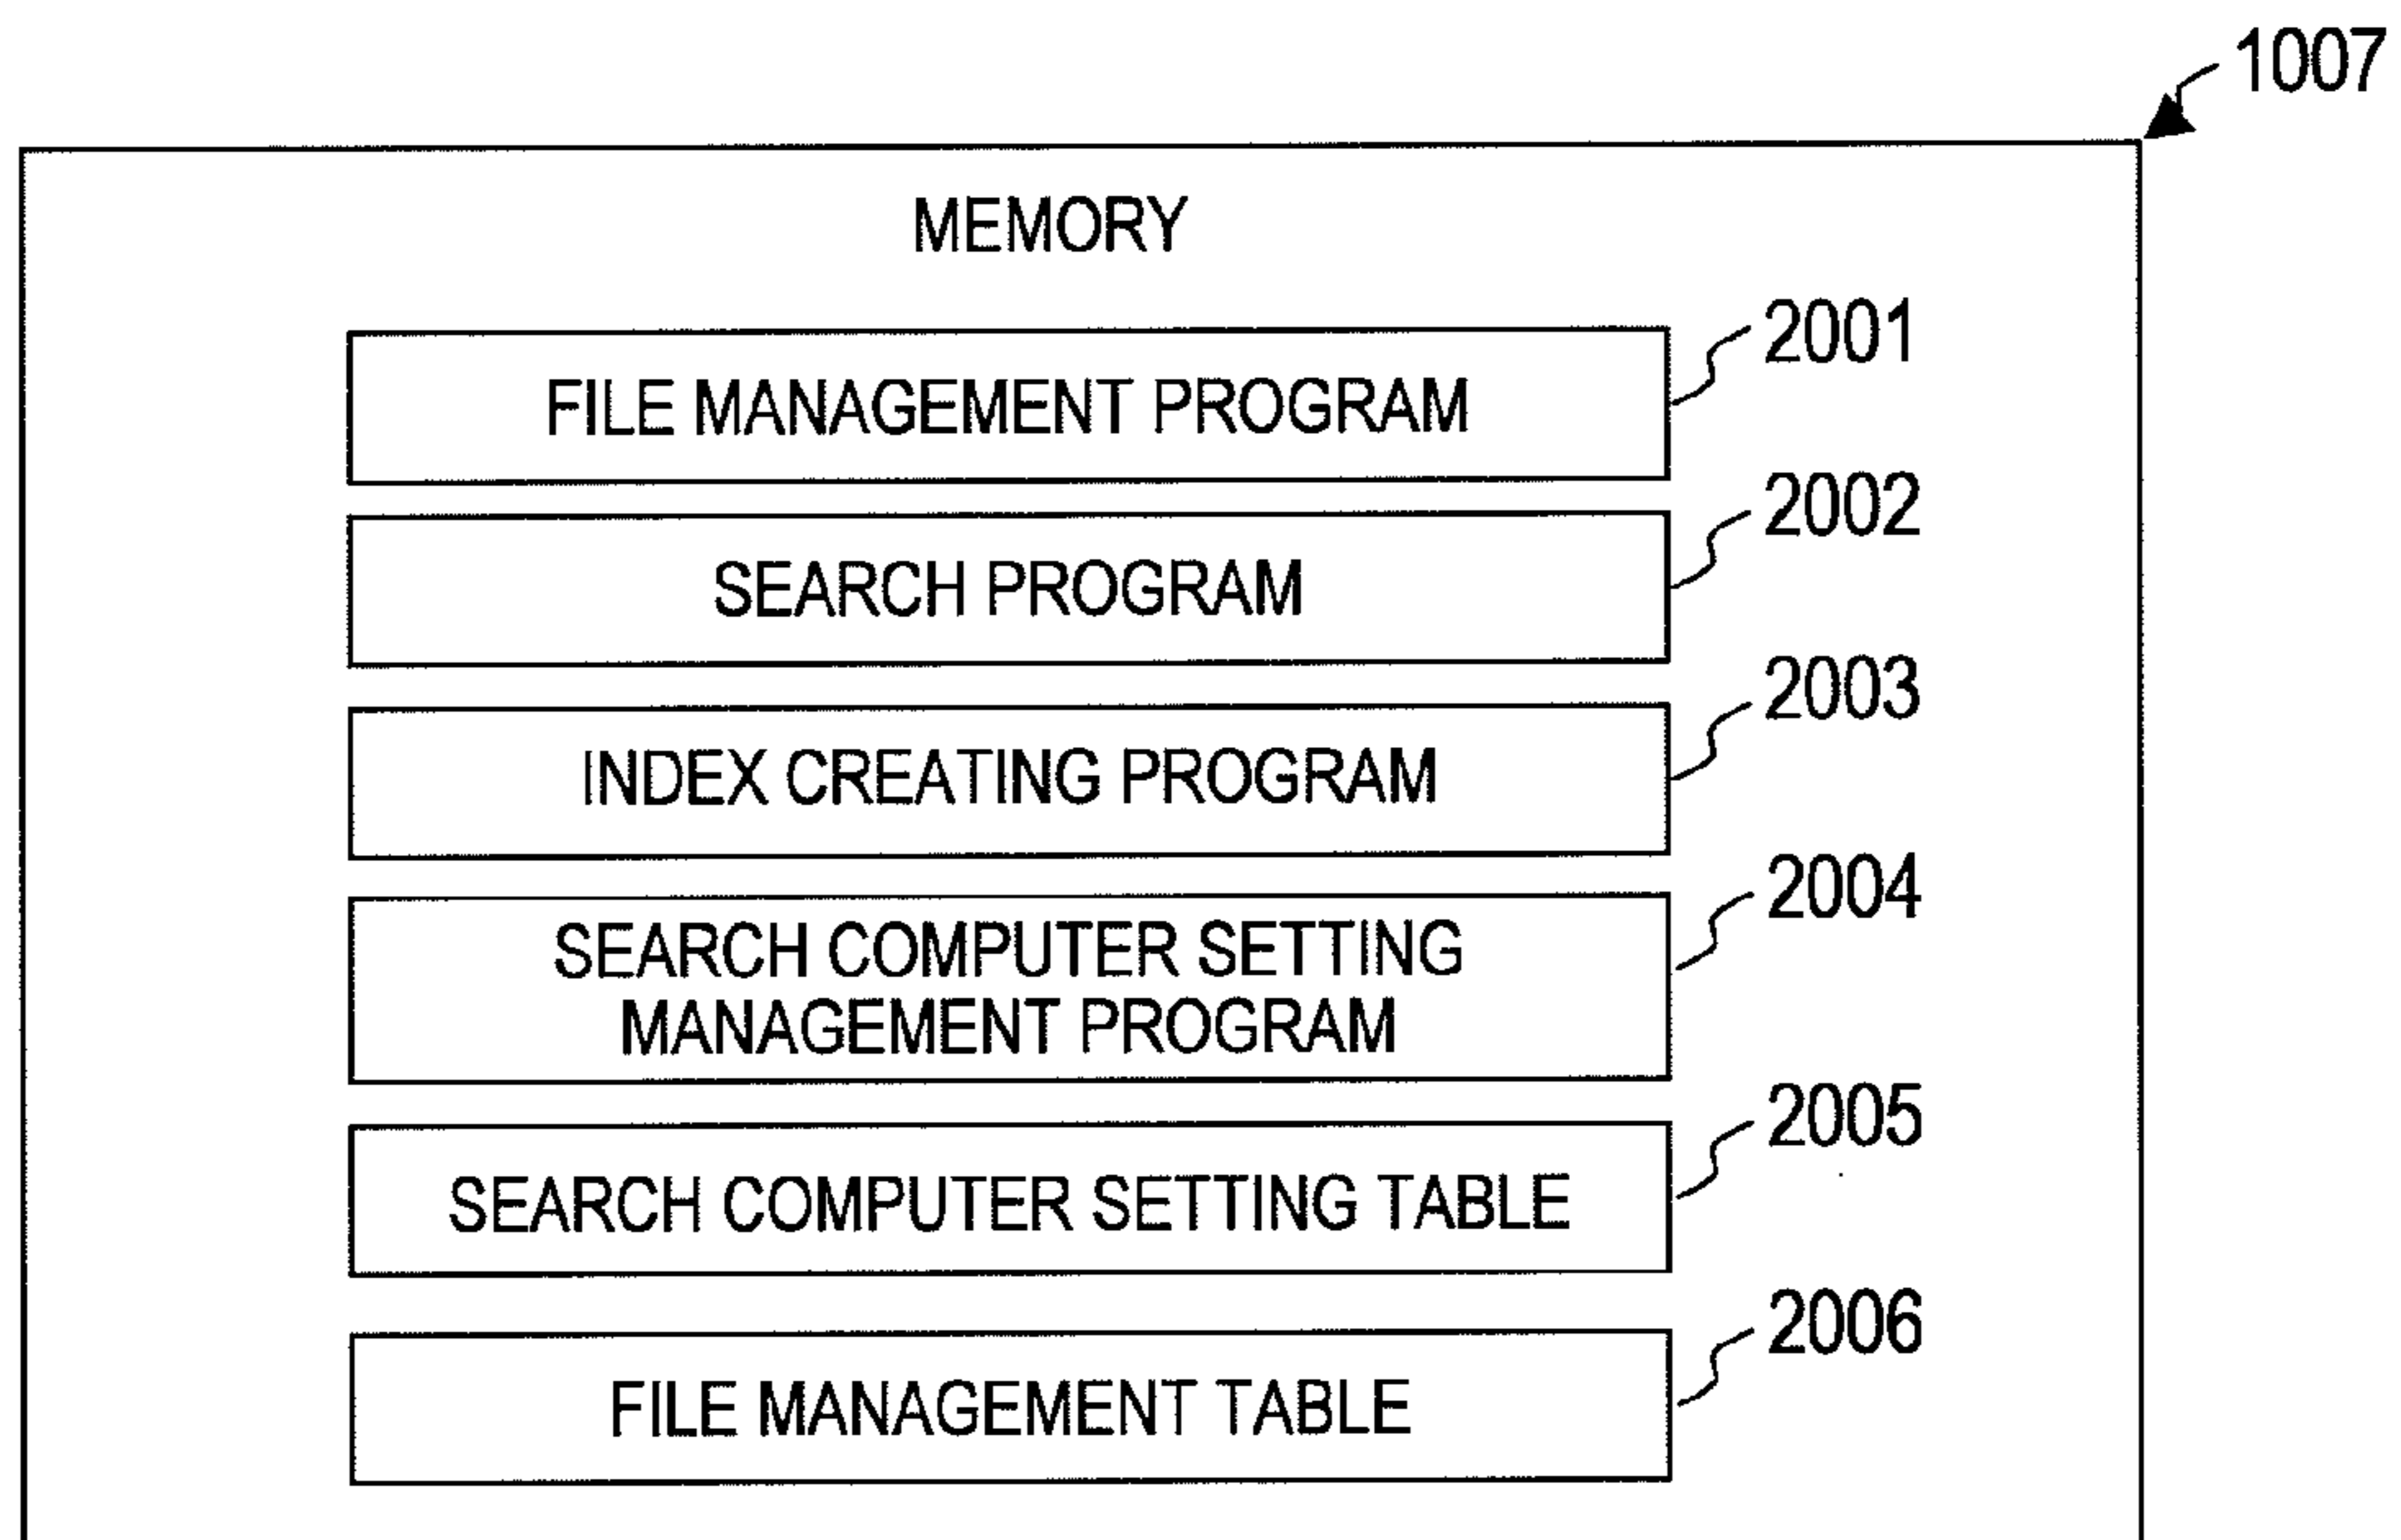 1007
MEMORY
2001
FILE MANAGEMENT PROGRAM
2002
SEARCH PROGRAM
2003
INDEX CREATING PROGRAM
2004
SEARCH COMPUTER SETTING
MANAGEMENT PROGRAM
2005
SEARCH COMPUTER SETTING TABLE
2006
FILE MANAGEMENT TABLE